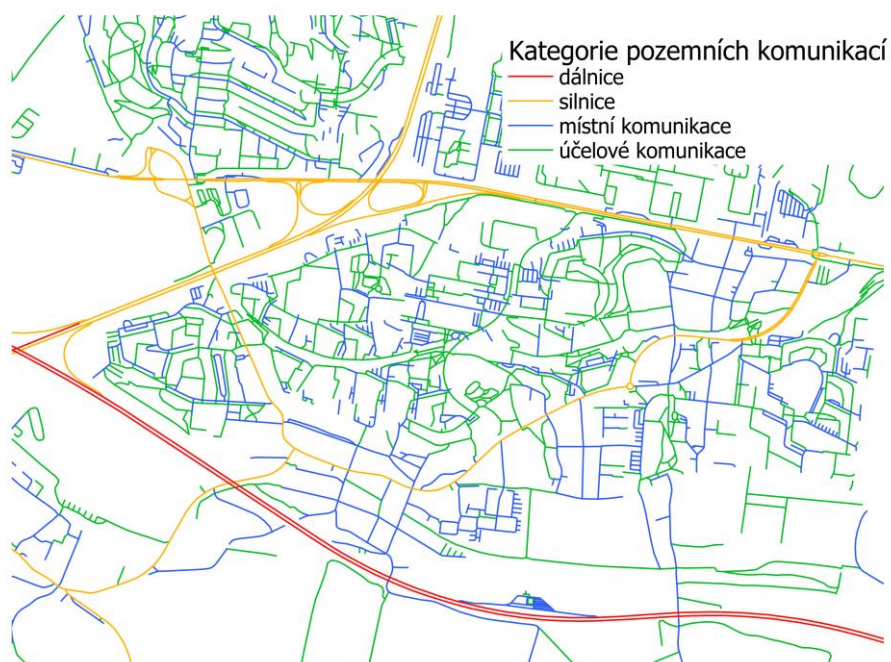 Kategorie pozemních komunikací
dálnice
silnice
místní komunikace
účelové komunikace